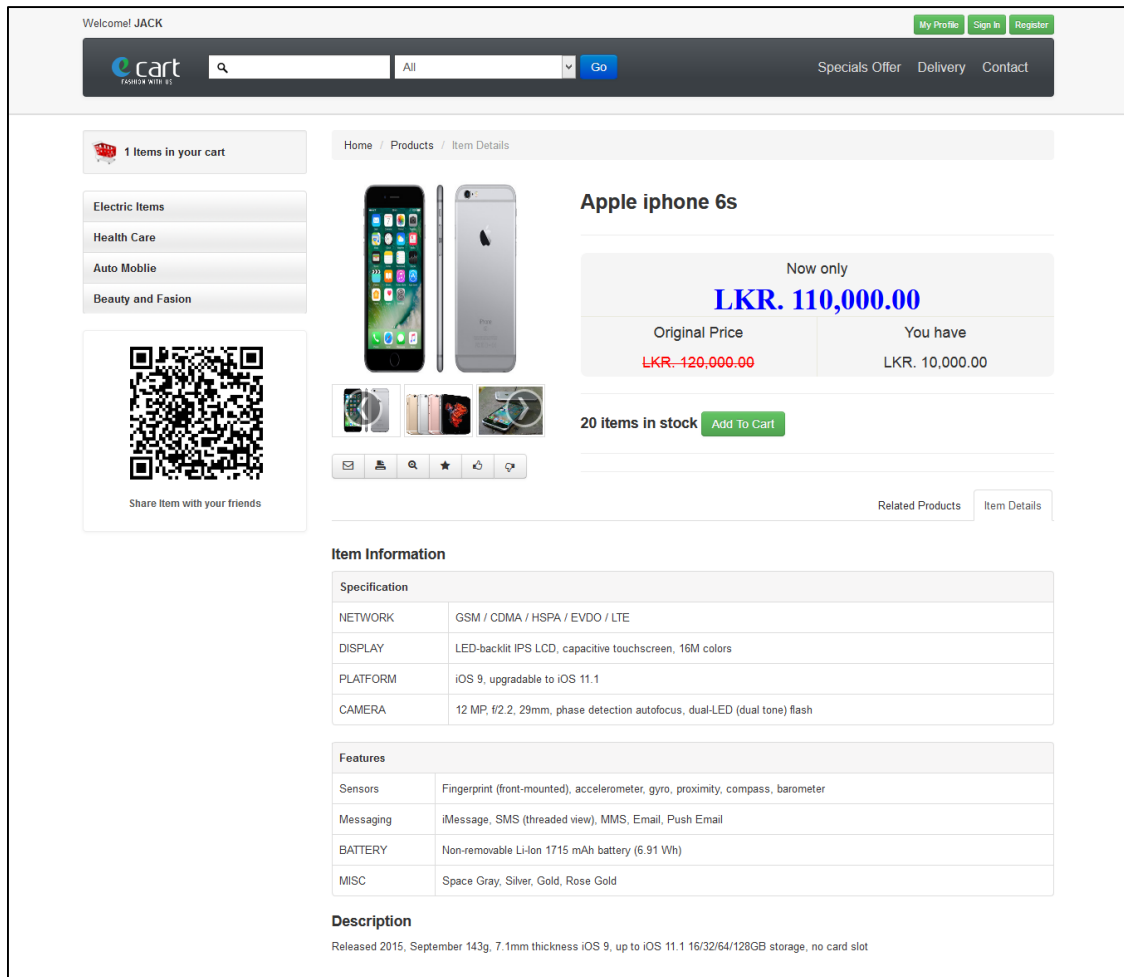 Welcome! JACK
My Profile
Sign In
Register
e cart
FASHION WITH US
All
Go
Specials Offer
Delivery
Contact
1 Items in your cart
Home / Products / Item Details
Electric Items
Health Care
Auto Moblie
Beauty and Fasion
Share Item with your friends
Apple iphone 6s
Now only
LKR. 110,000.00
Original Price
You have
LKR. 120,000.00
LKR. 10,000.00
20 items in stock
Add To Cart
Related Products
Item Details
Item Information
Specification
NETWORK GSM / CDMA / HSPA / EVDO / LTE
DISPLAY LED-backlit IPS LCD, capacitive touchscreen, 16M colors
PLATFORM iOS 9, upgradable to iOS 11.1
CAMERA 12 MP, f/2.2, 29mm, phase detection autofocus, dual-LED (dual tone) flash
Features
Sensors Fingerprint (front-mounted), accelerometer, gyro, proximity, compass, barometer
Messaging iMessage, SMS (threaded view), MMS, Email, Push Email
BATTERY Non-removable Li-Ion 1715 mAh battery (6.91 Wh)
MISC Space Gray, Silver, Gold, Rose Gold
Description
Released 2015, September 143g, 7.1mm thickness iOS 9, up to iOS 11.1 16/32/64/128GB storage, no card slot